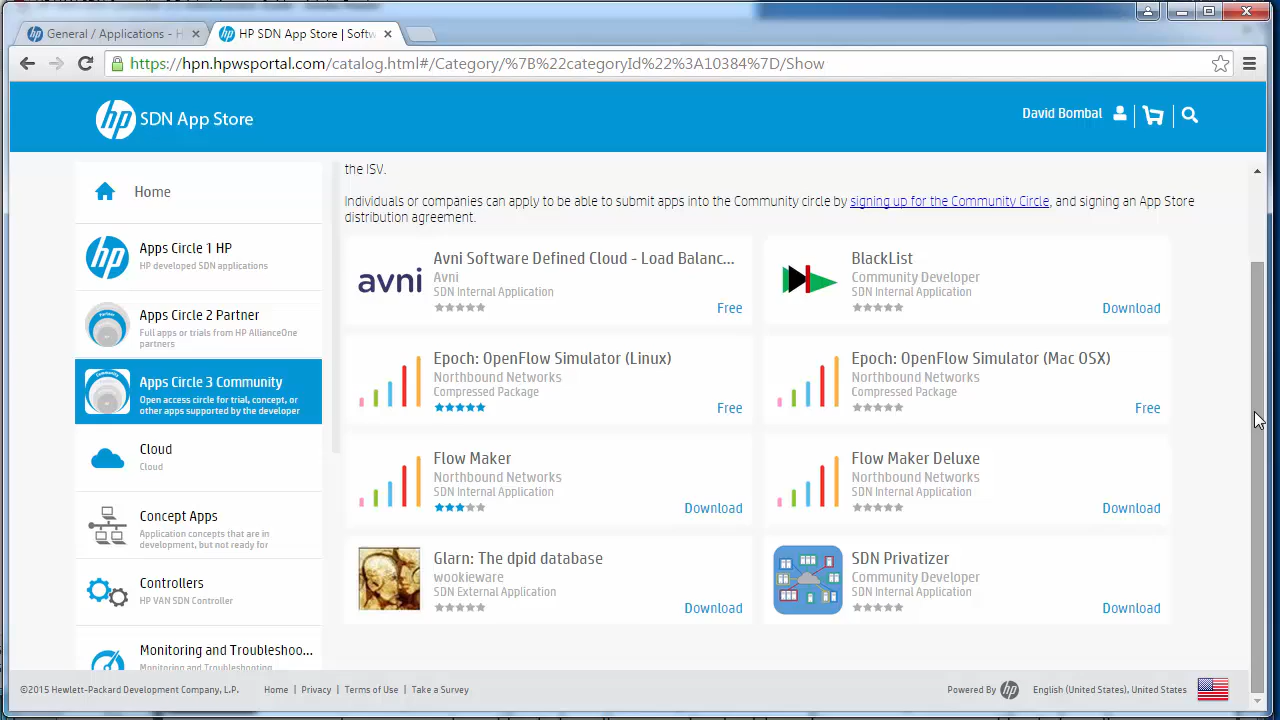 General / Applications - H
HP SDN App Store | Softw
https://hpn.hpwsportal.com/catalog.html#/Category/%7B%22categoryId%22%3A10384%7D/Show
hp SDN App Store
David Bombal
Home
Apps Circle 1 HP
HP developed SDN applications
Apps Circle 2 Partner
Full apps or trials from HP AllianceOne
partners
Apps Circle 3 Community
Open access circle for trial, concept, or
other apps supported by the developer
Cloud
Cloud
Concept Apps
Application concepts that are in
development, but not ready for
Controllers
HP VAN SDN Controller
Monitoring and Troubleshoo...
Monitoring and Troubleshooting
the ISV.
Individuals or companies can apply to be able to submit apps into the Community circle by signing up for the Community Circle, and signing an App Store
distribution agreement.
avni
Avni Software Defined Cloud - Load Balanc...
Avni
SDN Internal Application
Free
BlackList
Community Developer
SDN Internal Application
Download
Epoch: OpenFlow Simulator (Linux)
Northbound Networks
Compressed Package
Free
Epoch: OpenFlow Simulator (Mac OSX)
Northbound Networks
Compressed Package
Free
Flow Maker
Northbound Networks
SDN Internal Application
Download
Flow Maker Deluxe
Northbound Networks
SDN Internal Application
Download
Glarn: The dpid database
wookieware
SDN External Application
Download
SDN Privatizer
Community Developer
SDN Internal Application
Download
©2015 Hewlett-Packard Development Company, L.P.
Home | Privacy | Terms of Use | Take a Survey
Powered By hp
English (United States), United States